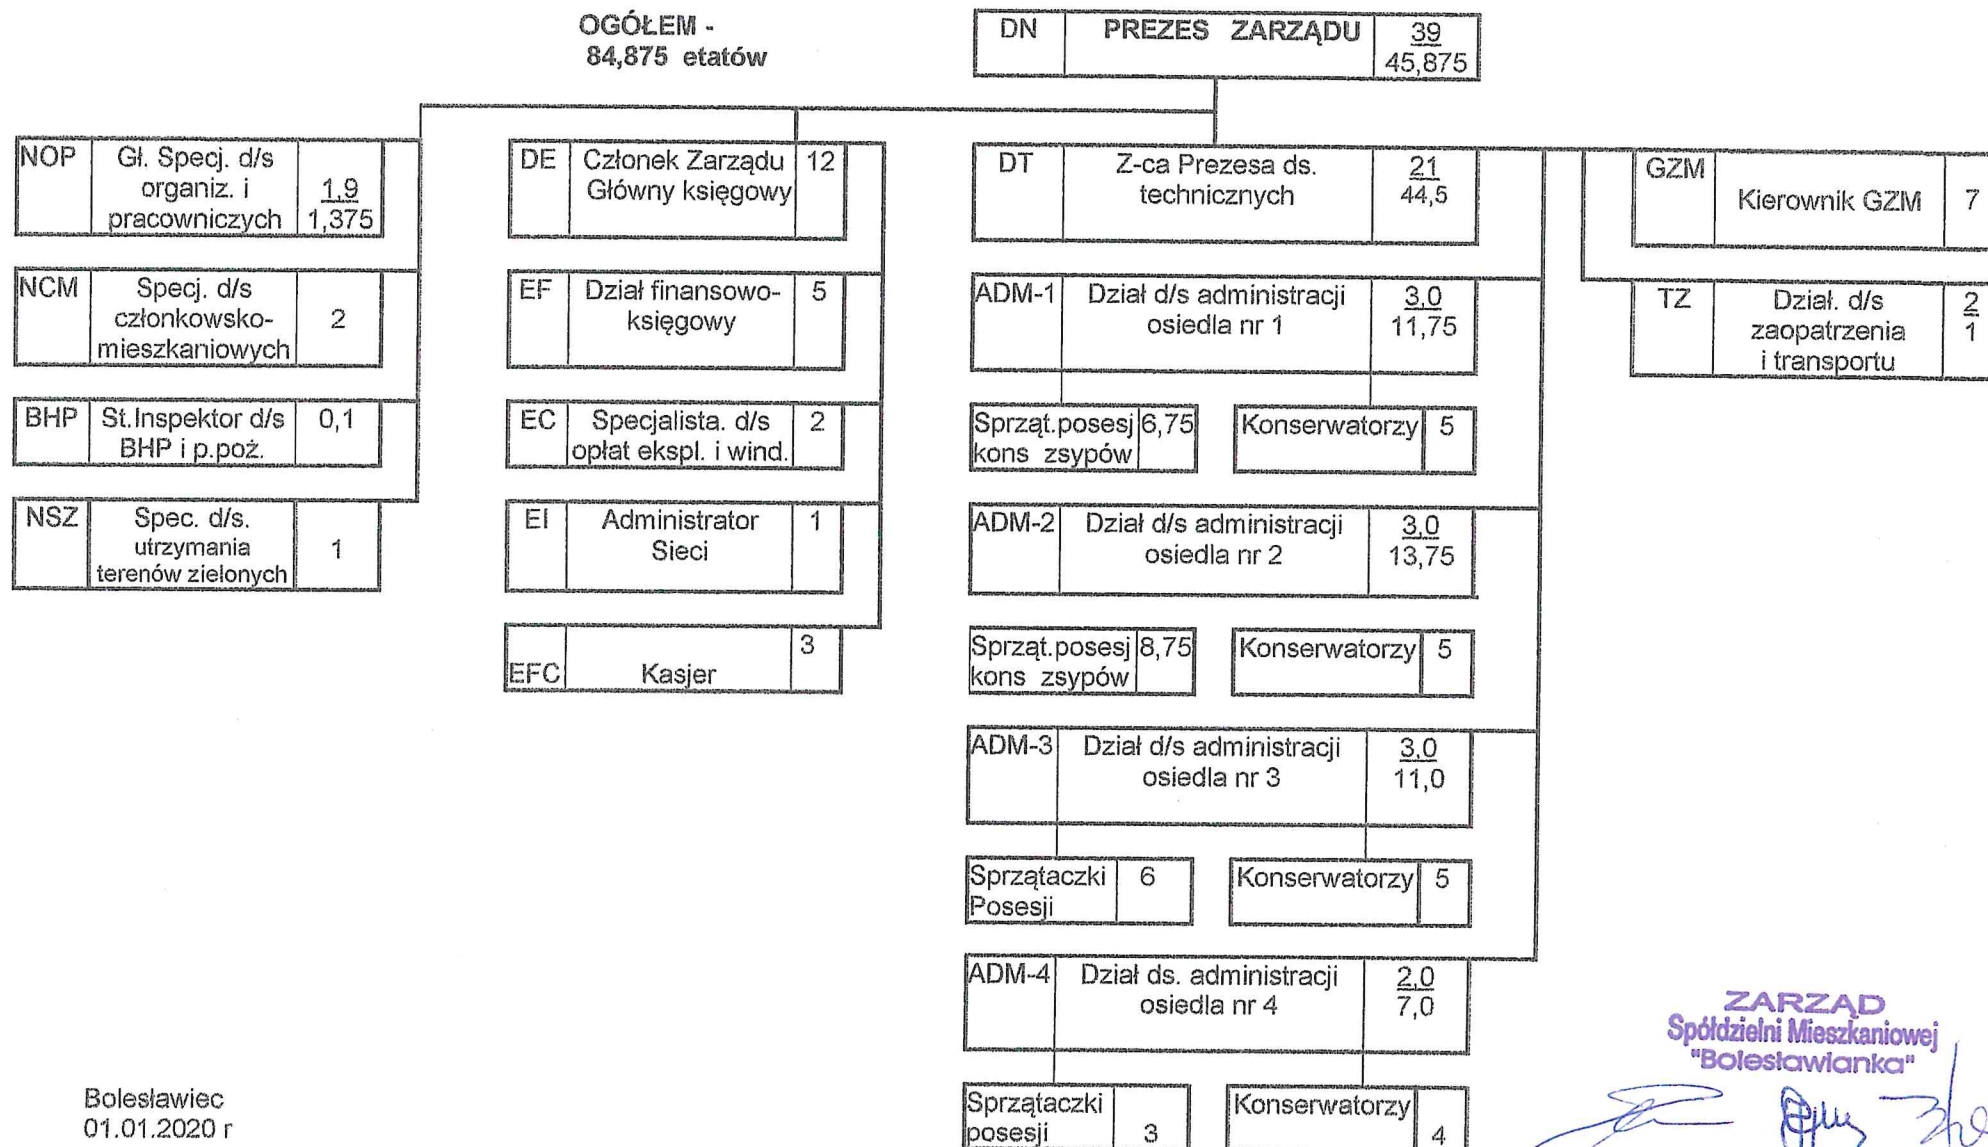 OGÓŁEM -
84,875 etatów
DN PREZES ZARZĄDU 39
45,875
NOP Gł. Specj. d/s
organiz. i 1,9
pracowniczych 1,375
NCM Specj. d/s
członkowsko- 2
mieszkaniowych
BHP St.Inspektor d/s 0,1
BHP i p.poż.
NSZ Spec. d/s.
utrzymania 1
terenów zielonych
DE Członek Zarządu 12
Główny księgowy
EF Dział finansowo- 5
księgowy
EC Specjalista. d/s 2
opłat ekspl. i wind.
EI Administrator 1
Sieci
3
EFC Kasjer
DT Z-ca Prezesa ds. 21
technicznych 44,5
ADM-1 Dział d/s administracji 3,0
osiedla nr 1 11,75
Sprząt.posesj 6,75
kons zsypów
Konserwatorzy 5
ADM-2 Dział d/s administracji 3,0
osiedla nr 2 13,75
Sprząt.posesj 8,75
kons zsypów
Konserwatorzy 5
ADM-3 Dział d/s administracji 3,0
osiedla nr 3 11,0
Sprzątaczki 6
Posesji
Konserwatorzy 5
ADM-4 Dział ds. administracji 2,0
osiedla nr 4 7,0
Sprzątaczki
posesji 3
Konserwatorzy
4
GZM
Kierownik GZM 7
TZ Dział. d/s 2
zaopatrzenia 1
i transportu
Bolesławiec
01.01.2020 r
ZARZĄD
Spółdzielni Mieszkaniowej
"Bolesławianka"